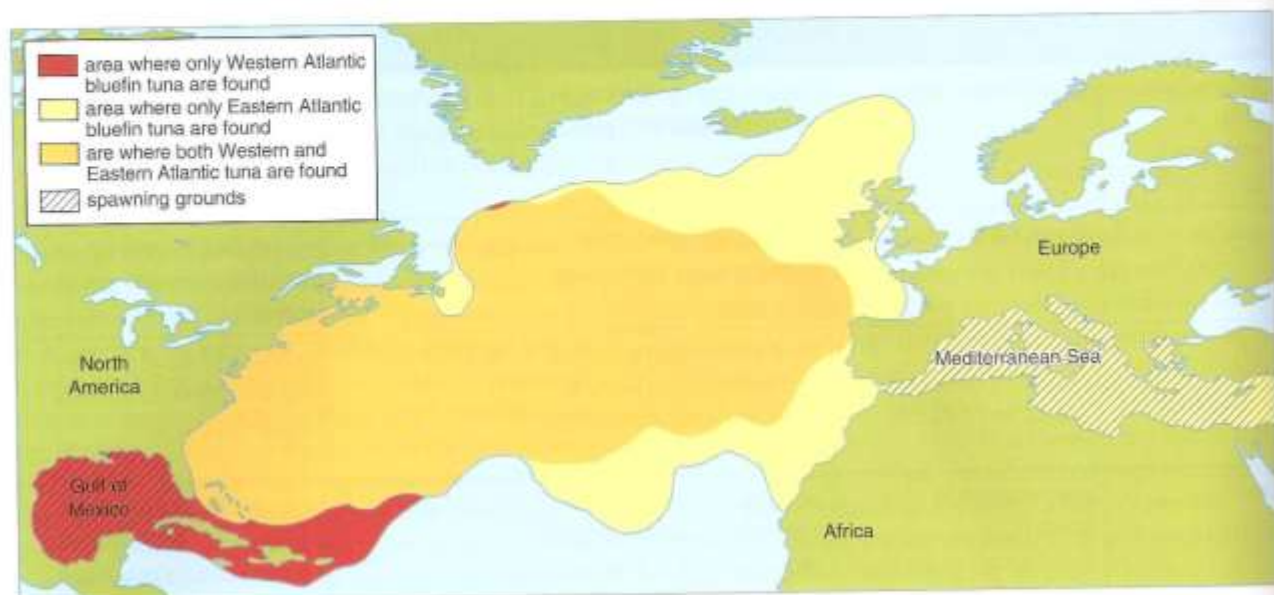 area where only Western Atlantic
bluefin tuna are found
area where only Eastern Atlantic
bluefin tuna are found
are where both Western and
Eastern Atlantic tuna are found
spawning grounds
Europe
North
America
Mediterranean Sea
Gulf of
Mexico
Africa